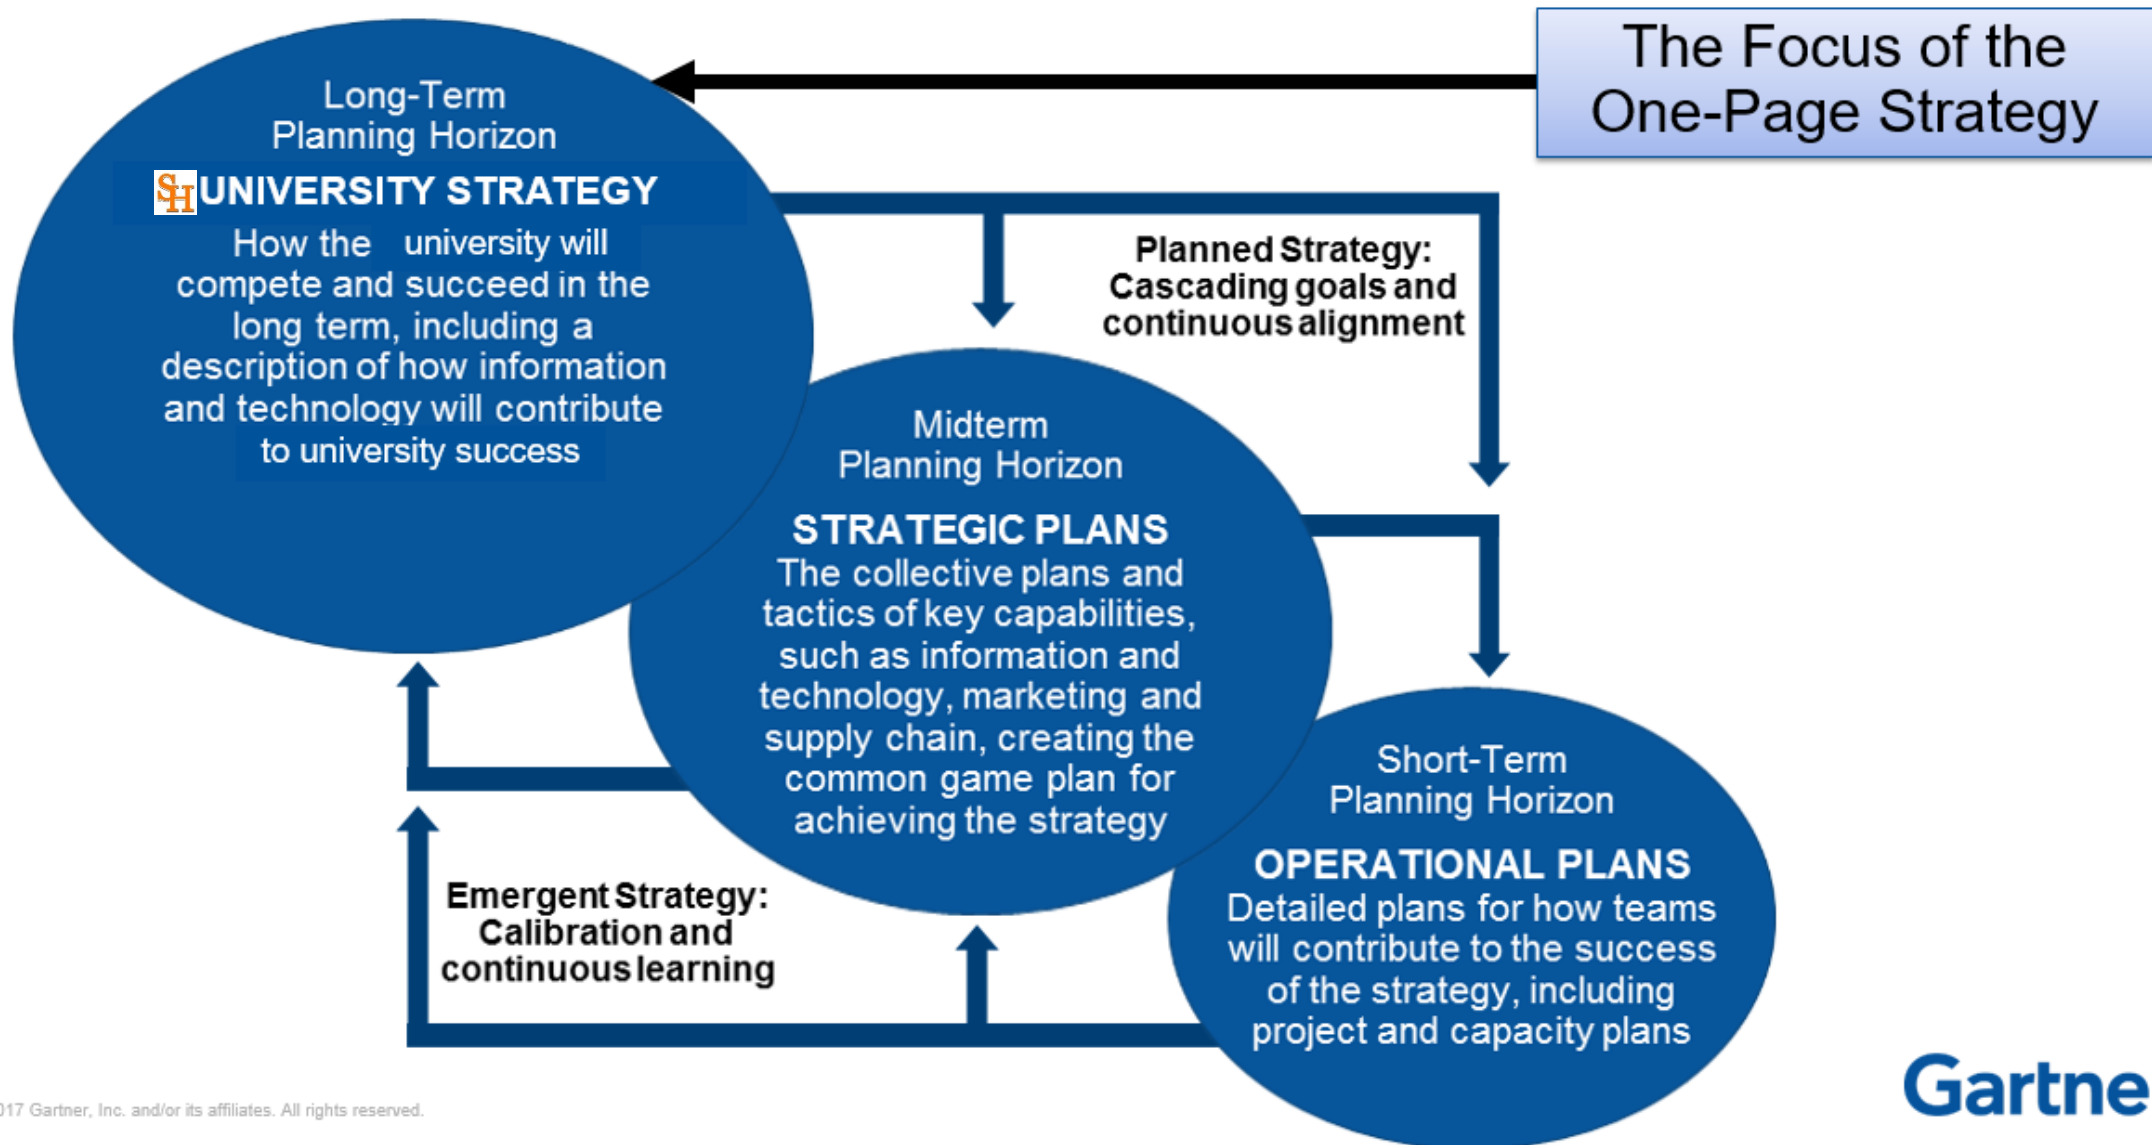 The Focus of the
One-Page Strategy
Long-Term
Planning Horizon
SH UNIVERSITY STRATEGY
How the university will
compete and succeed in the
long term, including a
description of how information
and technology will contribute
to university success
Planned Strategy:
Cascading goals and
continuous alignment
Midterm
Planning Horizon
STRATEGIC PLANS
The collective plans and
tactics of key capabilities,
such as information and
technology, marketing and
supply chain, creating the
common game plan for
achieving the strategy
Short-Term
Planning Horizon
OPERATIONAL PLANS
Detailed plans for how teams
will contribute to the success
of the strategy, including
project and capacity plans
Emergent Strategy:
Calibration and
continuous learning
017 Gartner, Inc. and/or its affiliates. All rights reserved.
Gartne